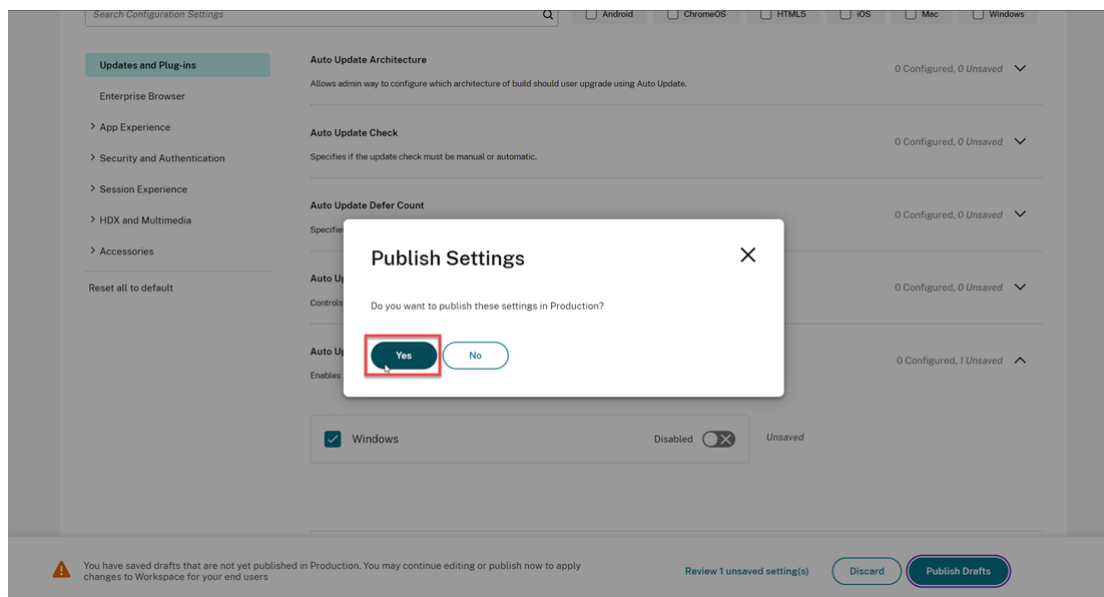 Search Configuration Settings
Android
ChromeOS
HTML5
iOS
Mac
Windows
Updates and Plug-ins
Enterprise Browser
App Experience
Security and Authentication
Session Experience
HDX and Multimedia
Accessories
Reset all to default
Auto Update Architecture
Allows admin way to configure which architecture of build should user upgrade using Auto Update.
0 Configured, 0 Unsaved
Auto Update Check
Specifies if the update check must be manual or automatic.
0 Configured, 0 Unsaved
Auto Update Defer Count
0 Configured, 0 Unsaved
0 Configured, 0 Unsaved
Controls
Auto
Enables
0 Configured, 1 Unsaved
Publish Settings
Do you want to publish these settings in Production?
Yes
No
Windows
Disabled
Unsaved
You have saved drafts that are not yet published in Production. You may continue editing or publish now to apply
changes to Workspace for your end users
Review 1 unsaved setting(s)
Discard
Publish Drafts